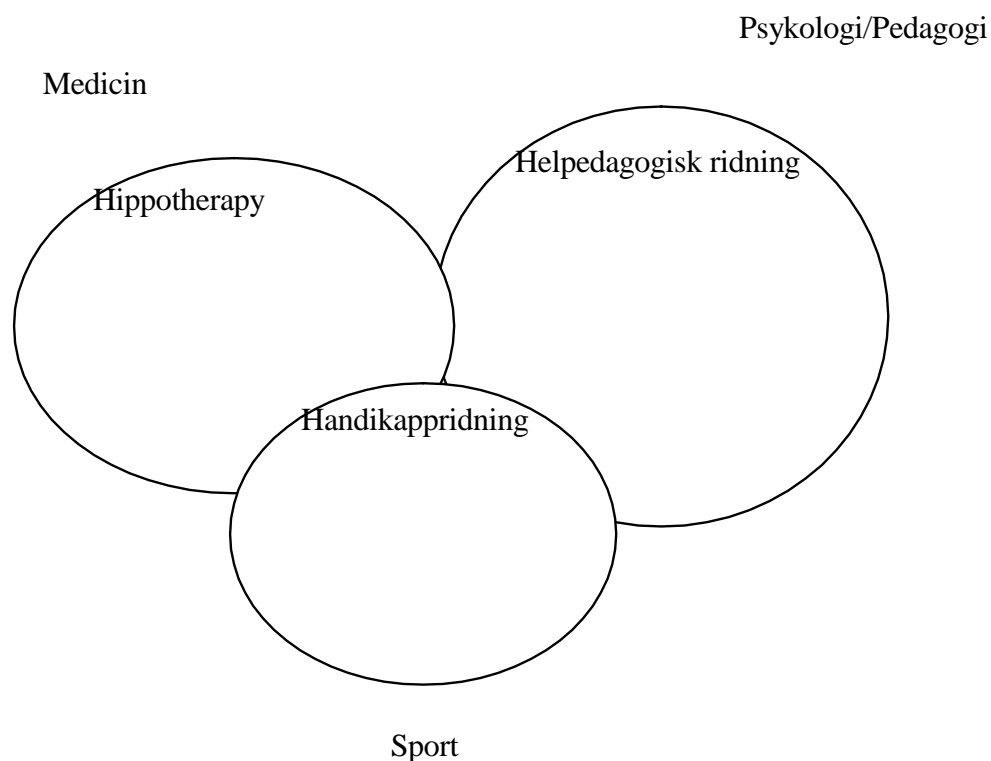 Psykologi/Pedagogi
Medicin
Helpedagogisk ridning
Hippotherapy
Handikappridning
Sport